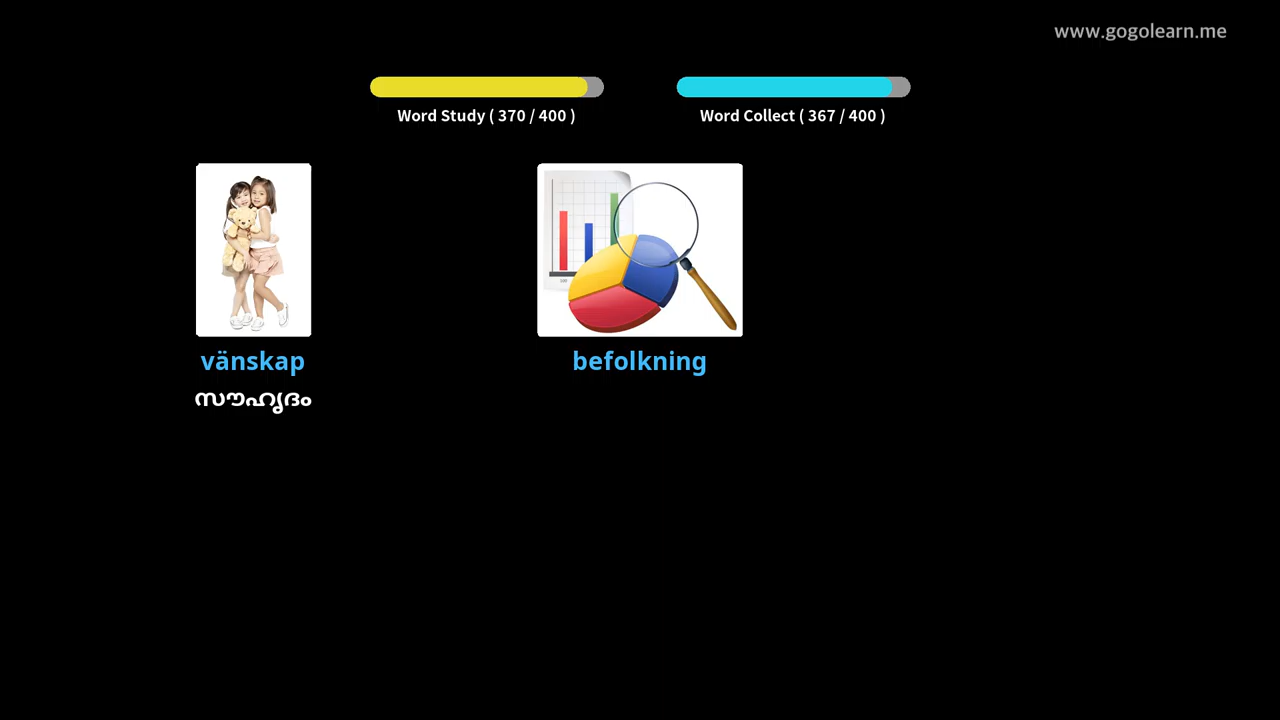 www.gogolearn.me
Word Study ( 370 / 400 )
Word Collect ( 367 / 400 )
vänskap
befolkning
സൗഹൃദം